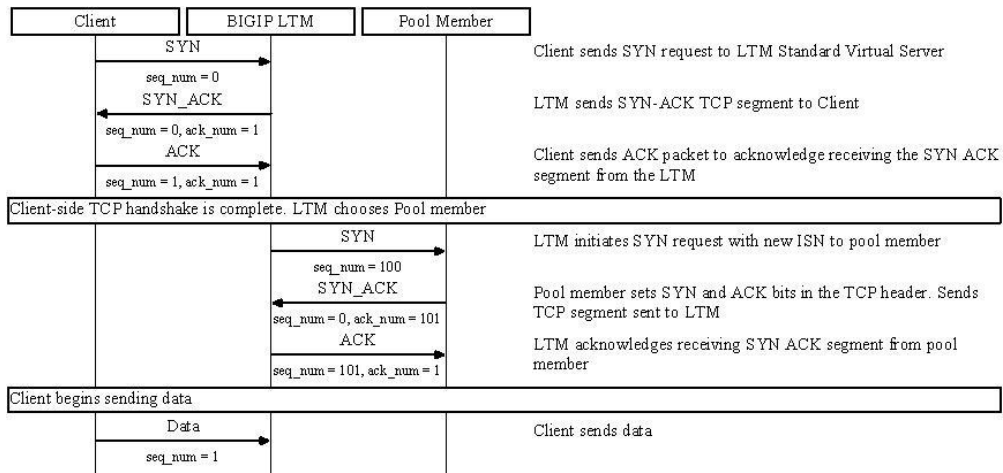 Client BIGIP LTM Pool Member
SYN
Client sends SYN request to LTM Standard Virtual Server
seq_num = 0
SYN_ACK
LTM sends SYN-ACK TCP segment to Client
seq_num = 0, ack_num = 1
ACK
Client sends ACK packet to acknowledge receiving the SYN ACK
segment from the LTM
seq_num = 1, ack_num = 1
Client-side TCP handshake is complete. LTM chooses Pool member
SYN
LTM initiates SYN request with new ISN to pool member
seq_num = 100
SYN_ACK
Pool member sets SYN and ACK bits in the TCP header. Sends
TCP segment sent to LTM
seq_num = 0, ack_num = 101
ACK
LTM acknowledges receiving SYN ACK segment from pool
member
seq_num = 101, ack_num = 1
Client begins sending data
Data
Client sends data
seq_num = 1